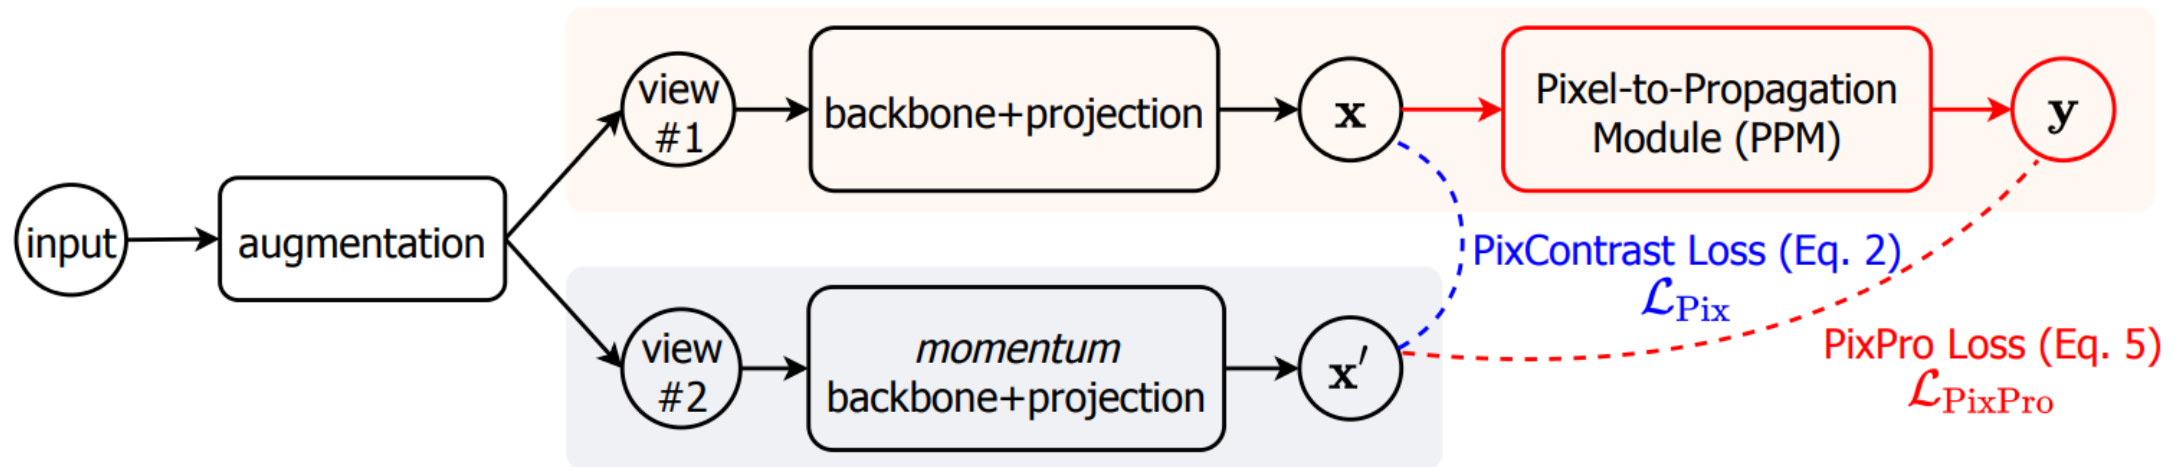 input
augmentation
view
#1
backbone+projection
x
Pixel-to-Propagation
Module (PPM)
y
view
#2
momentum
backbone+projection
x′
PixContrast Loss (Eq. 2)
ℒPix
PixPro Loss (Eq. 5)
ℒPixPro